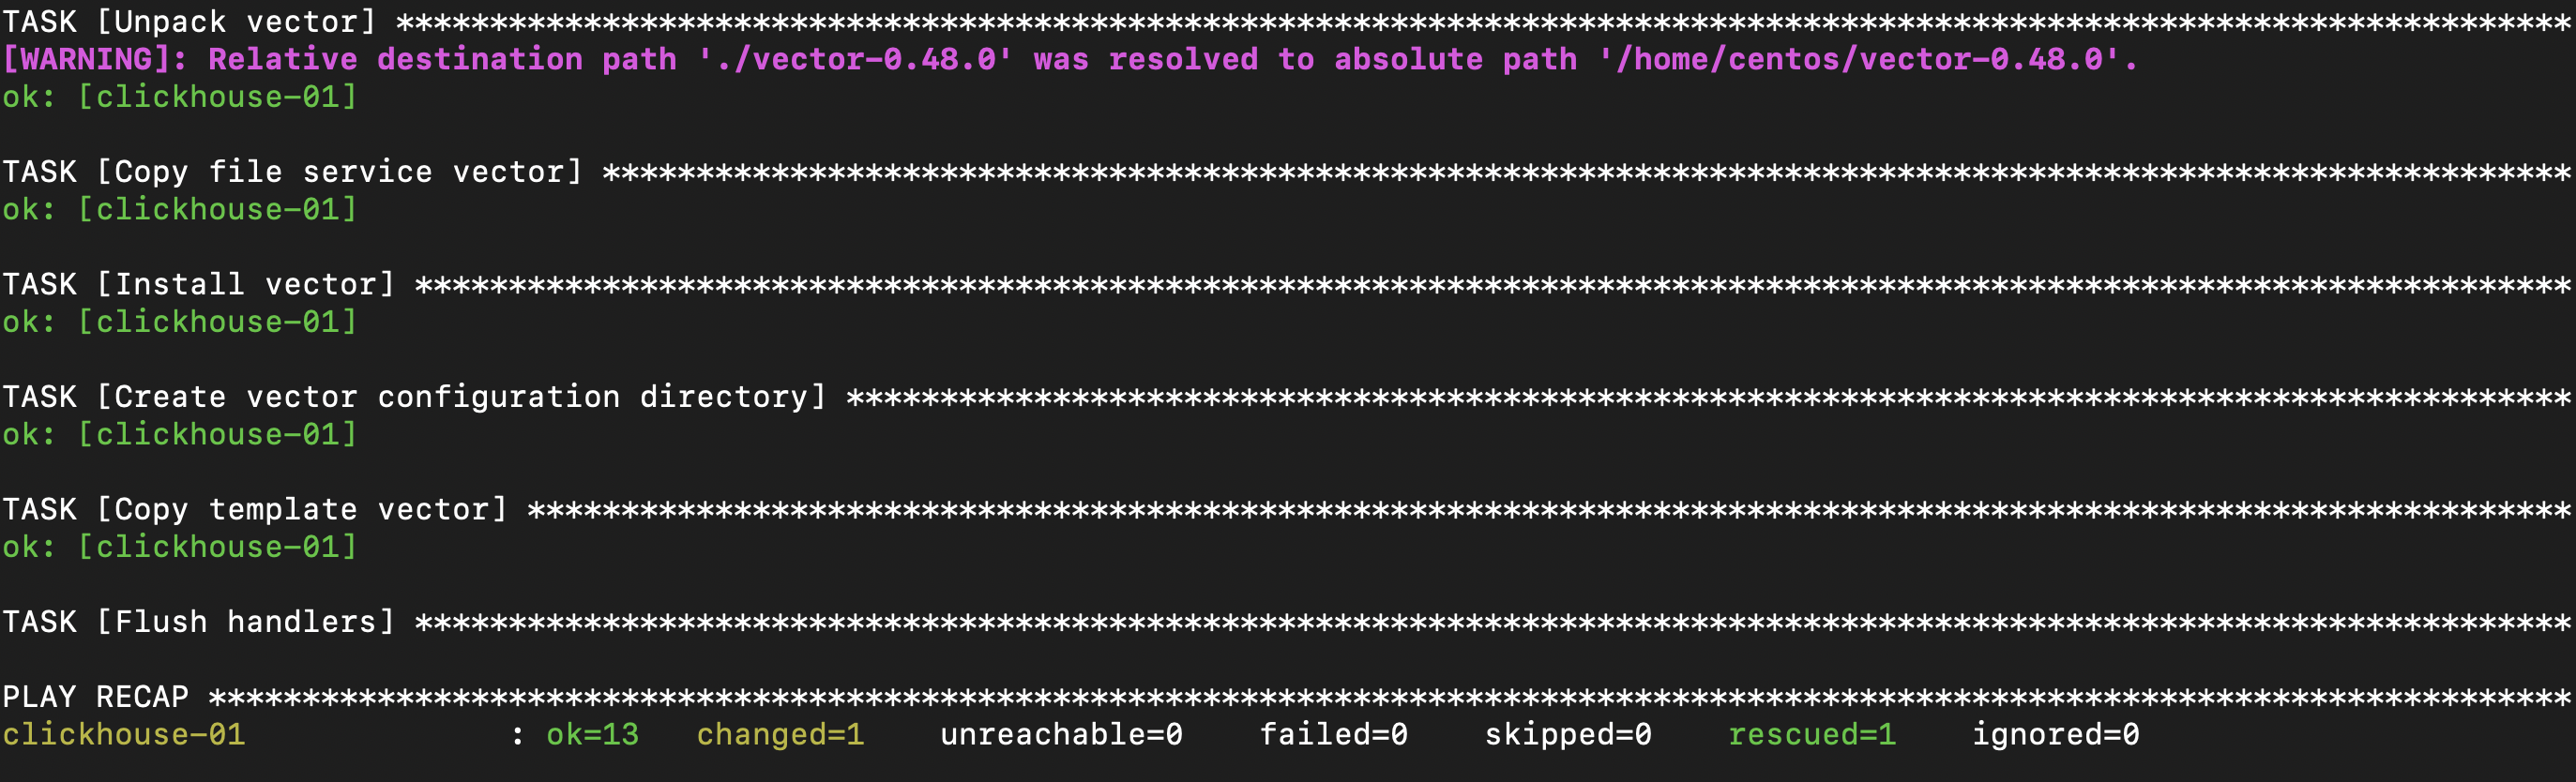 TASK [Unpack vector] ********************************************************************************************************************
[WARNING]: Relative destination path './vector-0.48.0' was resolved to absolute path '/home/centos/vector-0.48.0'.
ok: [clickhouse-01]
TASK [Copy file service vector] *********************************************************************************************************
ok: [clickhouse-01]
TASK [Install vector] *******************************************************************************************************************
ok: [clickhouse-01]
TASK [Create vector configuration directory] ********************************************************************************************
ok: [clickhouse-01]
TASK [Copy template vector] *************************************************************************************************************
ok: [clickhouse-01]
TASK [Flush handlers] *******************************************************************************************************************
PLAY RECAP ******************************************************************************************************************************
clickhouse-01 : ok=13 changed=1 unreachable=0 failed=0 skipped=0 rescued=1 ignored=0